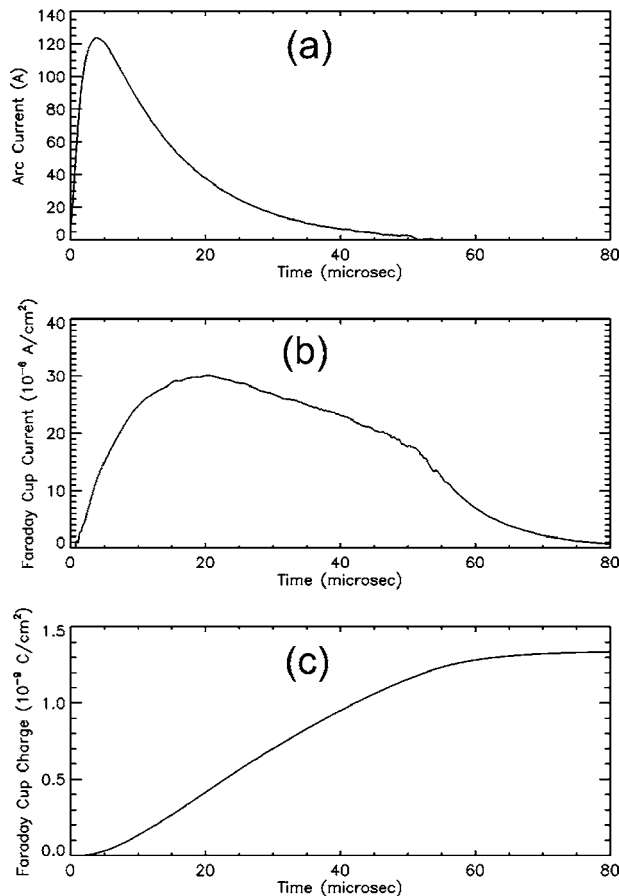 (a)
Arc Current (A)
140
120
100
80
60
40
20
0
0 20 40 60 80
Time (microsec)
(b)
Faraday Cup Current (10⁻⁶ A/cm²)
40
30
20
10
0
0 20 40 60 80
Time (microsec)
(c)
Faraday Cup Charge (10⁻⁹ C/cm²)
1.5
1.0
0.5
0.0
0 20 40 60 80
Time (microsec)